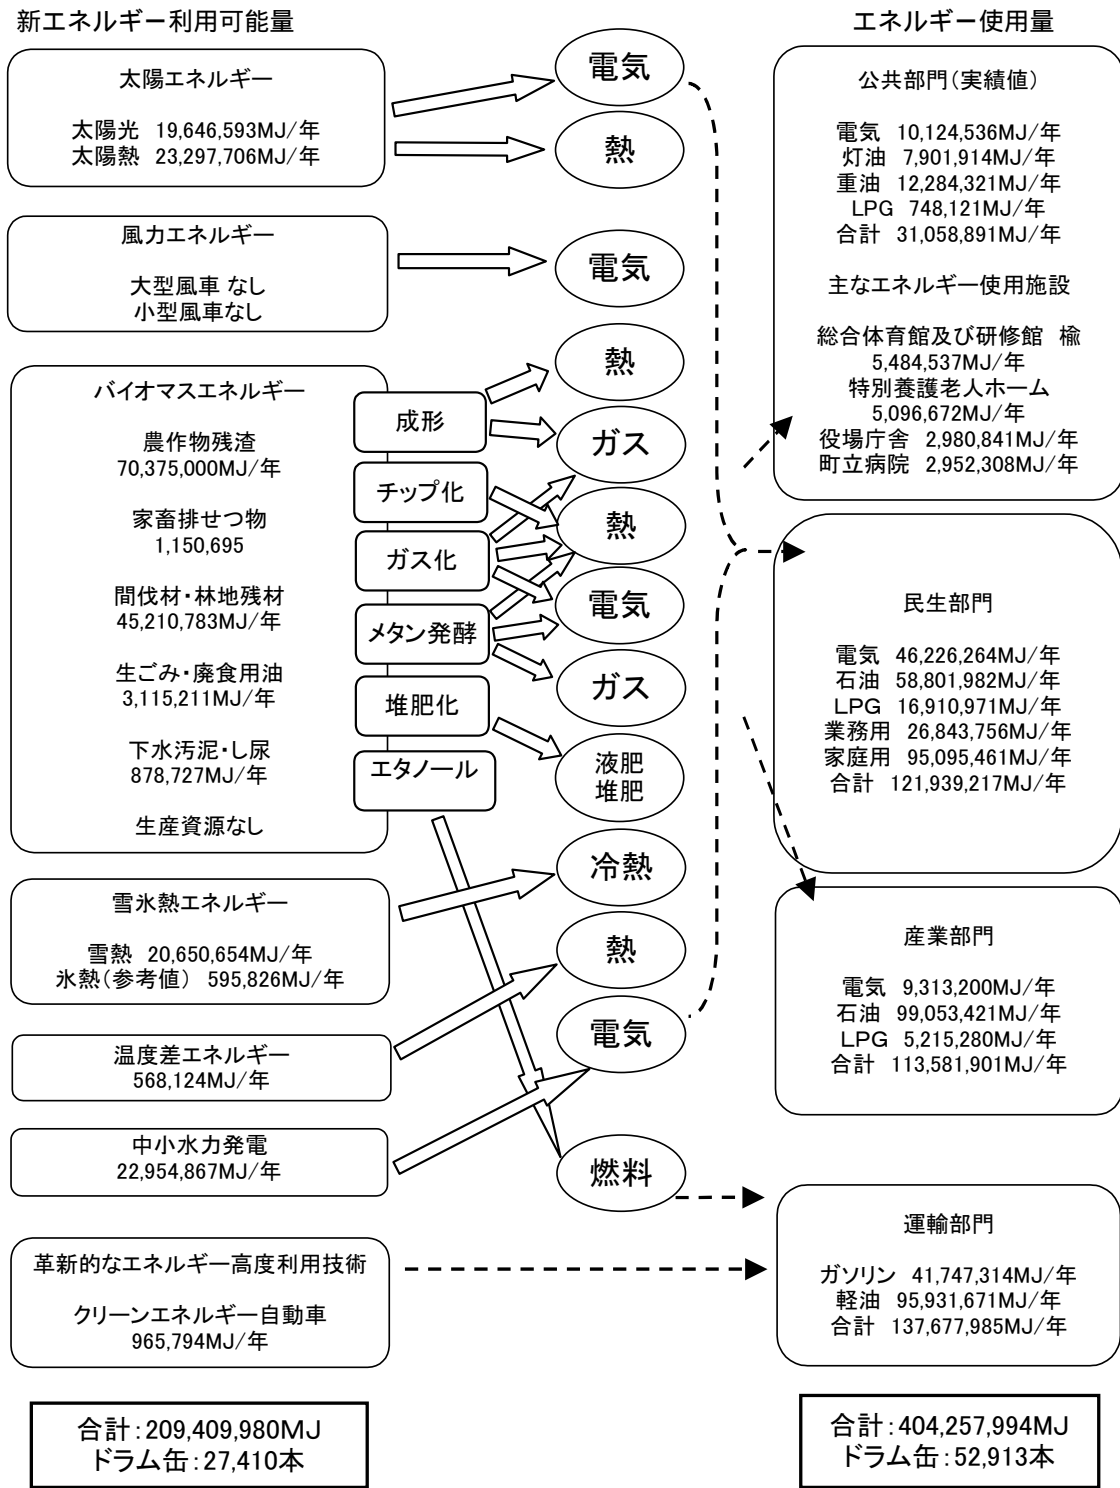 新エネルギー利用可能量
太陽エネルギー
太陽光 19,646,593MJ/年
太陽熱 23,297,706MJ/年
風力エネルギー
大型風車 なし
小型風車なし
バイオマスエネルギー
農作物残渣
70,375,000MJ/年
家畜排せつ物
1,150,695
間伐材・林地残材
45,210,783MJ/年
生ごみ・廃食用油
3,115,211MJ/年
下水汚泥・し尿
878,727MJ/年
生産資源なし
成形
チップ化
ガス化
メタン発酵
堆肥化
エタノール
雪氷熱エネルギー
雪熱 20,650,654MJ/年
氷熱(参考値) 595,826MJ/年
温度差エネルギー
568,124MJ/年
中小水力発電
22,954,867MJ/年
革新的なエネルギー高度利用技術
クリーンエネルギー自動車
965,794MJ/年
合計:209,409,980MJ
ドラム缶:27,410本
電気
熱
電気
熱
ガス
熱
電気
ガス
液肥
堆肥
冷熱
熱
電気
燃料
エネルギー使用量
公共部門(実績値)
電気 10,124,536MJ/年
灯油 7,901,914MJ/年
重油 12,284,321MJ/年
LPG 748,121MJ/年
合計 31,058,891MJ/年
主なエネルギー使用施設
総合体育館及び研修館 楡
5,484,537MJ/年
特別養護老人ホーム
5,096,672MJ/年
役場庁舎 2,980,841MJ/年
町立病院 2,952,308MJ/年
民生部門
電気 46,226,264MJ/年
石油 58,801,982MJ/年
LPG 16,910,971MJ/年
業務用 26,843,756MJ/年
家庭用 95,095,461MJ/年
合計 121,939,217MJ/年
産業部門
電気 9,313,200MJ/年
石油 99,053,421MJ/年
LPG 5,215,280MJ/年
合計 113,581,901MJ/年
運輸部門
ガソリン 41,747,314MJ/年
軽油 95,931,671MJ/年
合計 137,677,985MJ/年
合計:404,257,994MJ
ドラム缶:52,913本